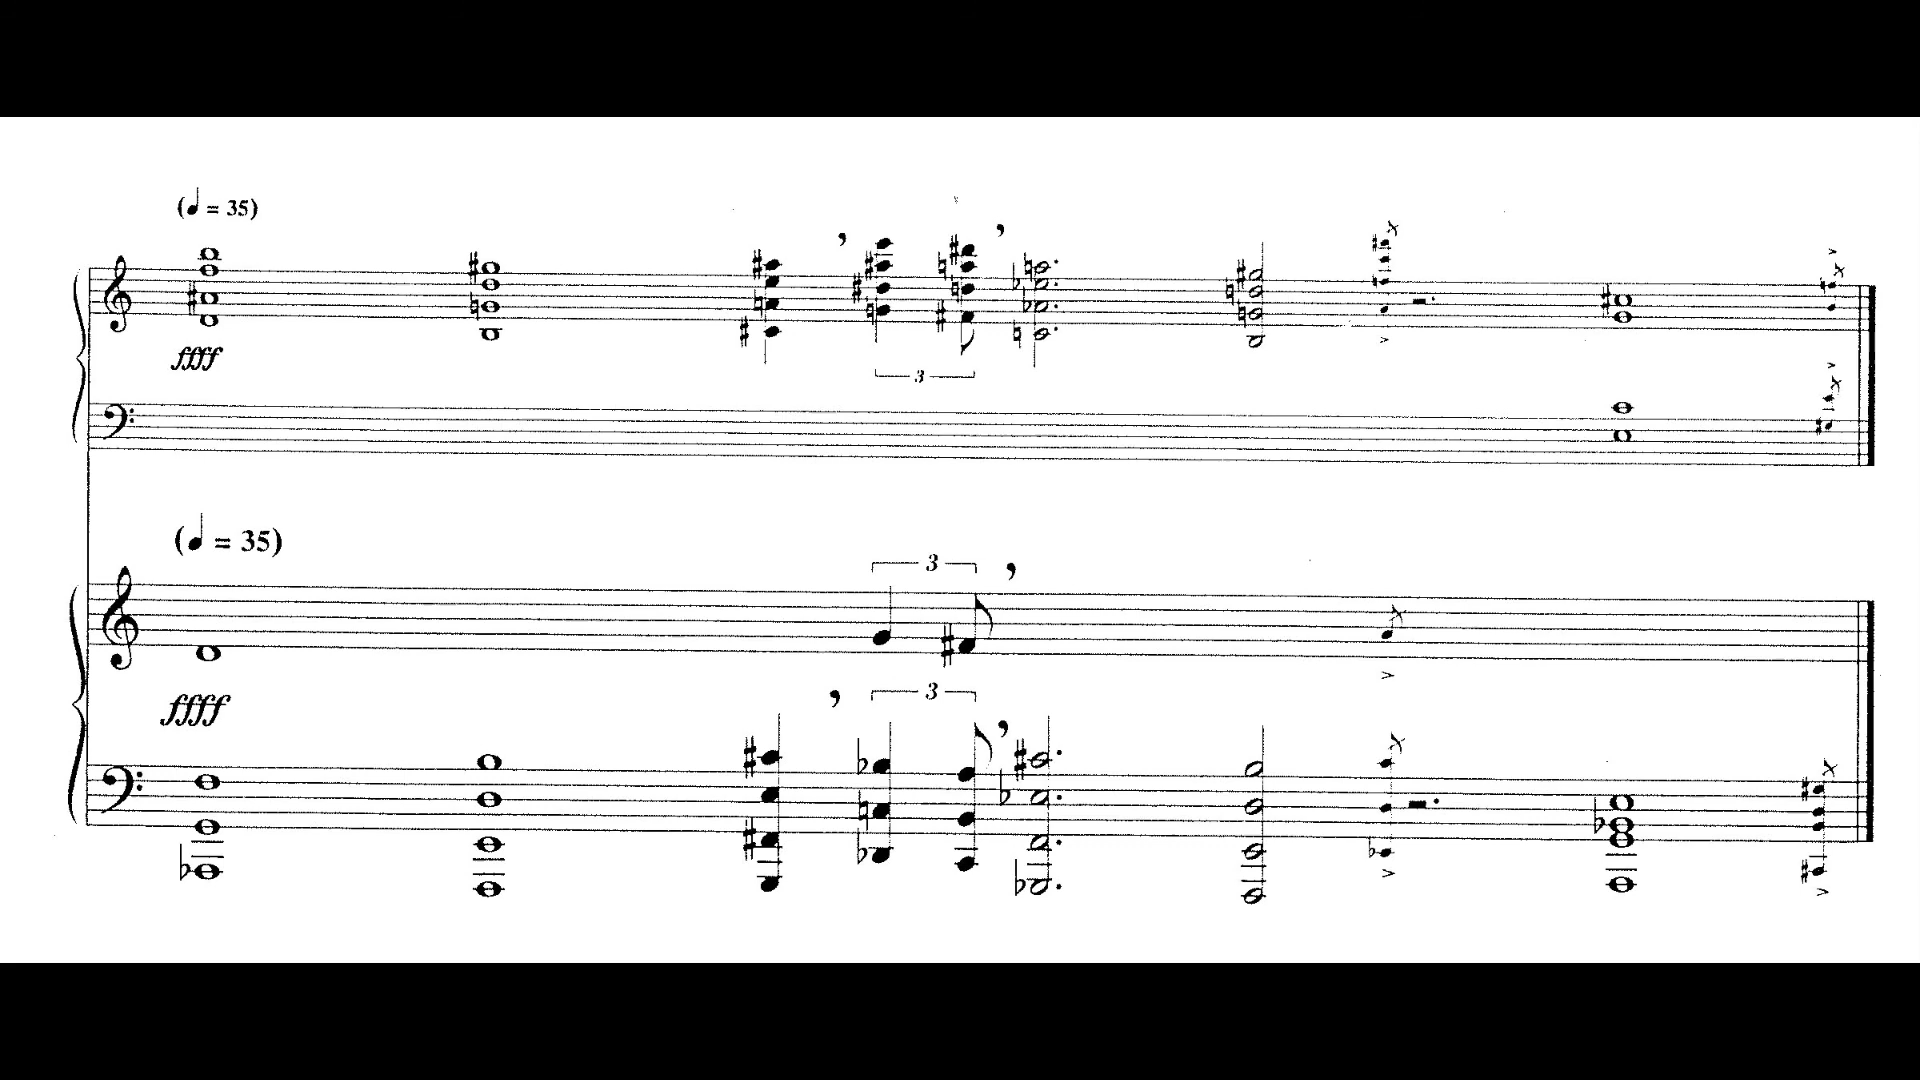 (♩ = 35)
ffff
3
(♩ = 35)
3
ffff
3